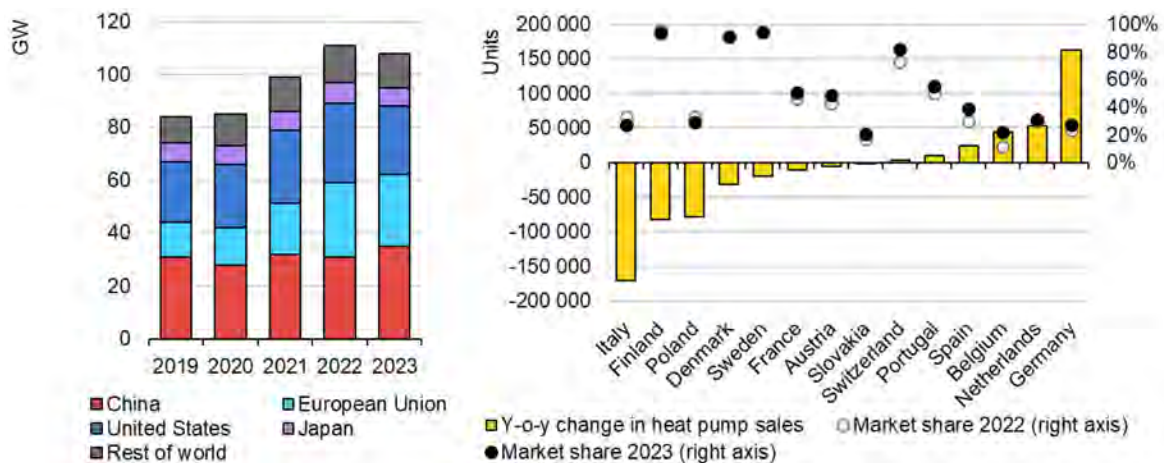 GW
120
100
80
60
40
20
0
2019 2020 2021 2022 2023
China European Union
United States Japan
Rest of world
Units
200 000
150 000
100 000
50 000
0
-50 000
-100 000
-150 000
-200 000
100%
80%
60%
40%
20%
0%
Italy
Finland
Poland
Denmark
Sweden
France
Austria
Slovakia
Switzerland
Portugal
Spain
Belgium
Netherlands
Germany
Y-o-y change in heat pump sales Market share 2022 (right axis)
Market share 2023 (right axis)